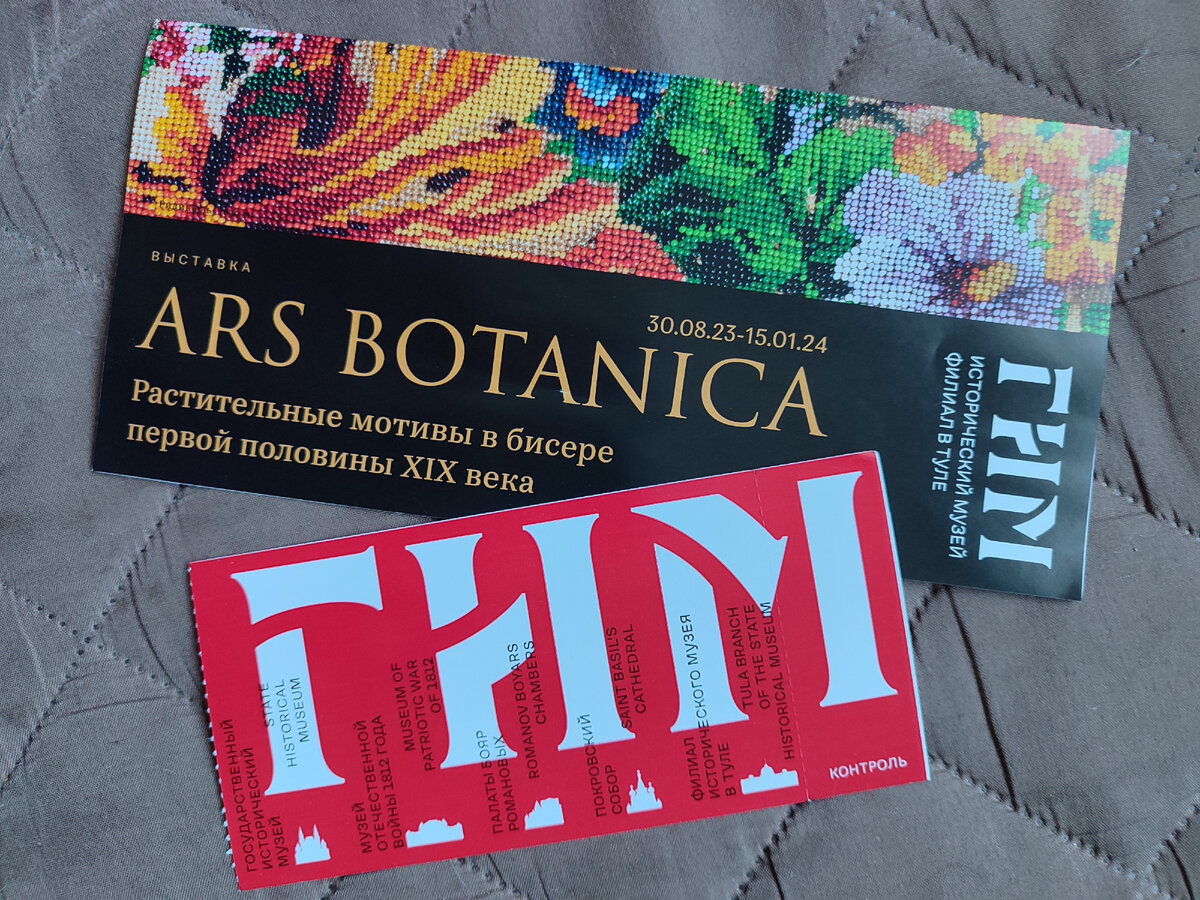 ВЫСТАВКА
ARS BOTANICA
30.08.23-15.01.24
Растительные мотивы в бисере
первой половины XIX века
ГИМ
ИСТОРИЧЕСКИЙ МУЗЕЙ
ФИЛИАЛ В ТУЛЕ
ГИМ
ГОСУДАРСТВЕННЫЙ
ИСТОРИЧЕСКИЙ
МУЗЕЙ
STATE
HISTORICAL
MUSEUM
МУЗЕЙ
ОТЕЧЕСТВЕННОЙ
ВОЙНЫ 1812 ГОДА
MUSEUM OF
PATRIOTIC WAR
OF 1812
ПАЛАТЫ БОЯР
РОМАНОВЫХ
ROMANOV BOYARS
CHAMBERS
ПОКРОВСКИЙ
СОБОР
SAINT BASIL'S
CATHEDRAL
ФИЛИАЛ
ИСТОРИЧЕСКОГО МУЗЕЯ
В ТУЛЕ
TULA BRANCH
OF THE STATE
HISTORICAL MUSEUM
КОНТРОЛЬ